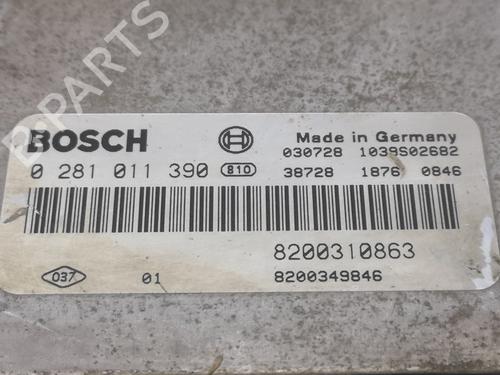 B-PARTS
BOSCH
Made in Germany
030728 1039S02682
0 281 011 390 810
38728 1876 0846
8200310863
037 01 8200349846